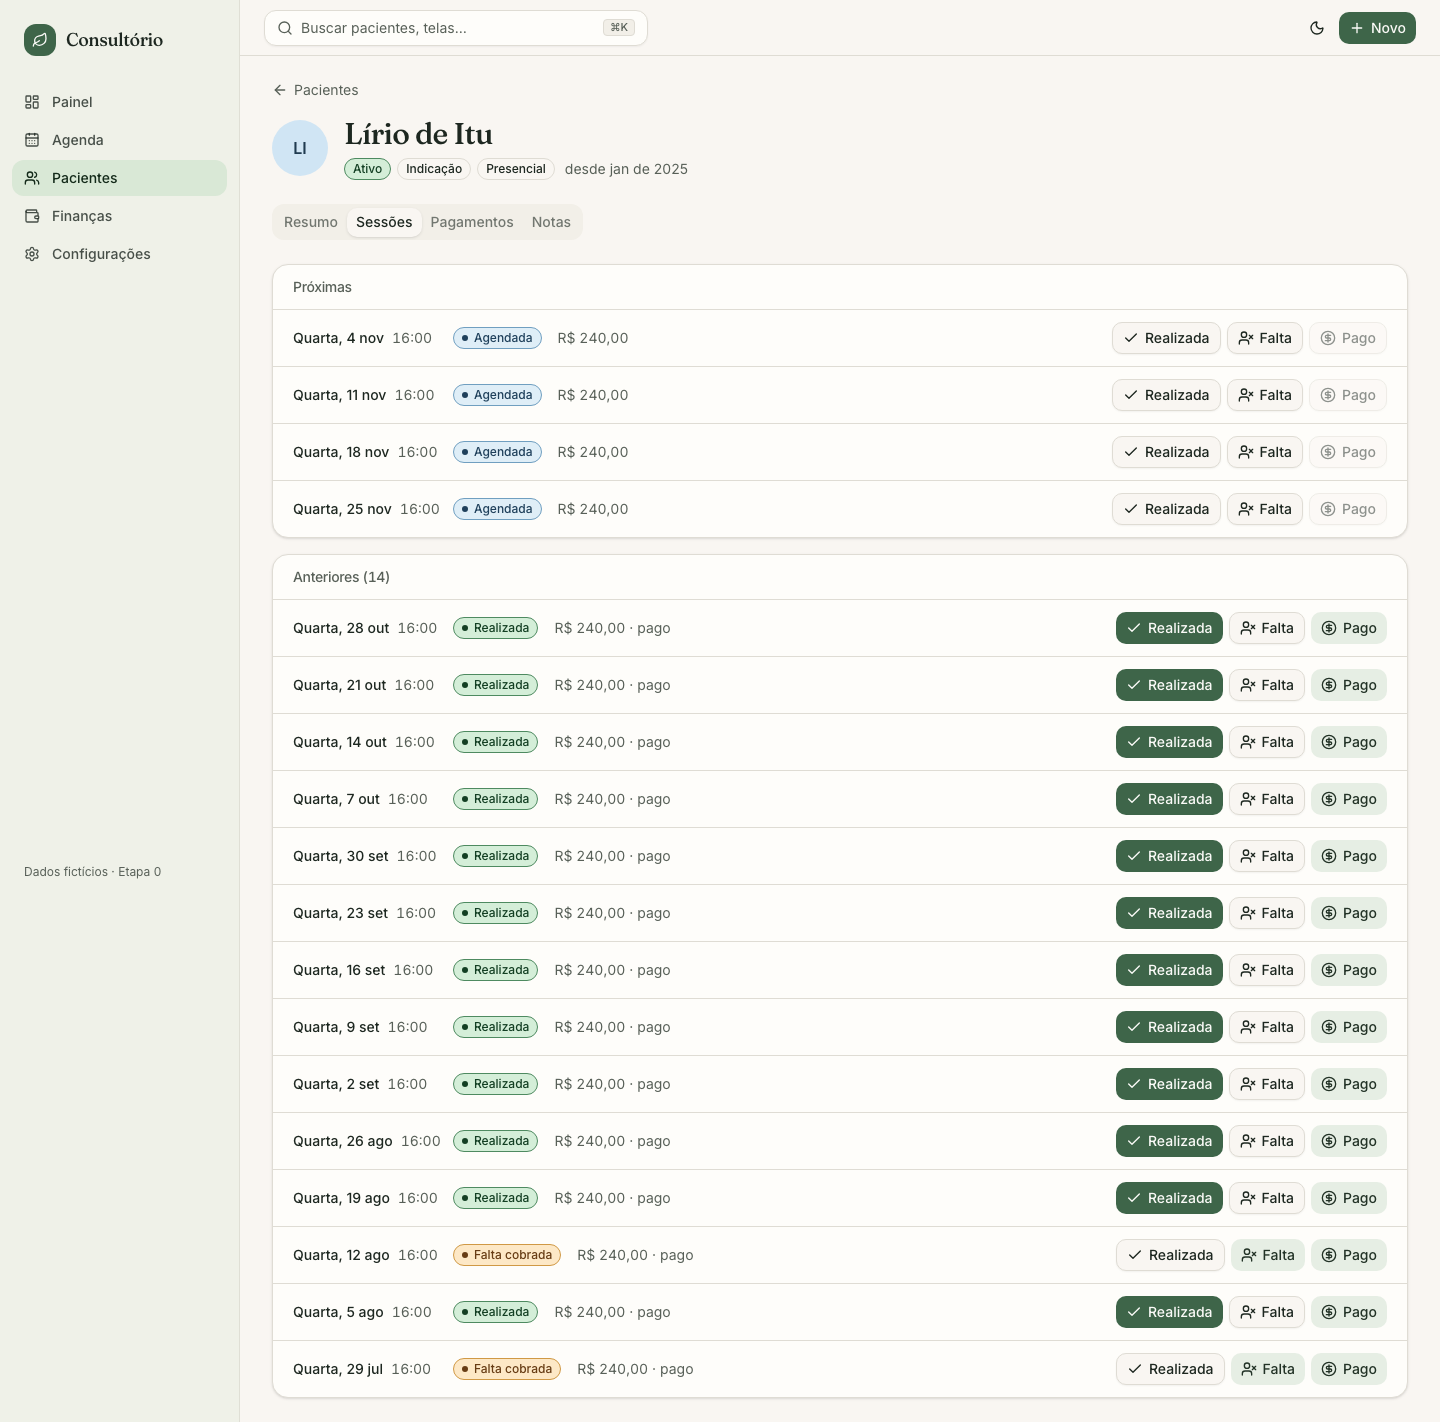 Consultório
Buscar pacientes, telas...
⌘K
Novo
Painel
Agenda
Pacientes
Finanças
Configurações
Dados fictícios · Etapa 0
Pacientes
LI
Lírio de Itu
Ativo Indicação Presencial desde jan de 2025
Resumo Sessões Pagamentos Notas
Próximas
Quarta, 4 nov 16:00 Agendada R$ 240,00 Realizada Falta Pago
Quarta, 11 nov 16:00 Agendada R$ 240,00 Realizada Falta Pago
Quarta, 18 nov 16:00 Agendada R$ 240,00 Realizada Falta Pago
Quarta, 25 nov 16:00 Agendada R$ 240,00 Realizada Falta Pago
Anteriores (14)
Quarta, 28 out 16:00 Realizada R$ 240,00 · pago Realizada Falta Pago
Quarta, 21 out 16:00 Realizada R$ 240,00 · pago Realizada Falta Pago
Quarta, 14 out 16:00 Realizada R$ 240,00 · pago Realizada Falta Pago
Quarta, 7 out 16:00 Realizada R$ 240,00 · pago Realizada Falta Pago
Quarta, 30 set 16:00 Realizada R$ 240,00 · pago Realizada Falta Pago
Quarta, 23 set 16:00 Realizada R$ 240,00 · pago Realizada Falta Pago
Quarta, 16 set 16:00 Realizada R$ 240,00 · pago Realizada Falta Pago
Quarta, 9 set 16:00 Realizada R$ 240,00 · pago Realizada Falta Pago
Quarta, 2 set 16:00 Realizada R$ 240,00 · pago Realizada Falta Pago
Quarta, 26 ago 16:00 Realizada R$ 240,00 · pago Realizada Falta Pago
Quarta, 19 ago 16:00 Realizada R$ 240,00 · pago Realizada Falta Pago
Quarta, 12 ago 16:00 Falta cobrada R$ 240,00 · pago Realizada Falta Pago
Quarta, 5 ago 16:00 Realizada R$ 240,00 · pago Realizada Falta Pago
Quarta, 29 jul 16:00 Falta cobrada R$ 240,00 · pago Realizada Falta Pago